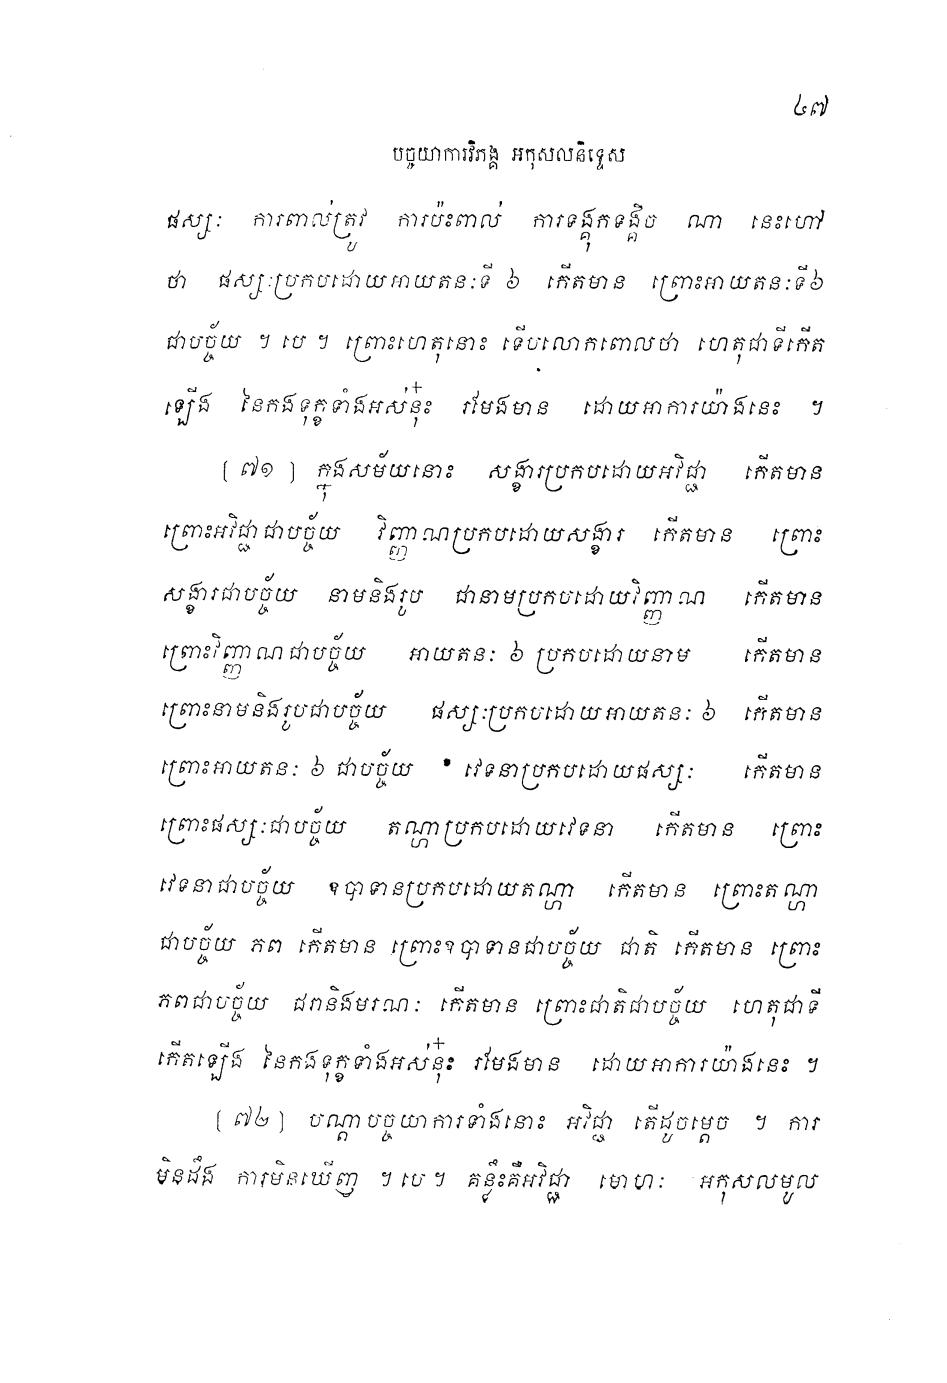 ៤៧
បច្ចយាការវិភង្គ អកុសលនិទ្ទេស
ផស្សៈ ការពាល់ត្រូវ ការប៉ះពាល់ ការទង្គុកទង្គិច ណា នេះហៅ
ថា ផស្សៈប្រកបដោយអាយតនៈទី ៦ កើតមាន ព្រោះអាយតនៈទី៦
ជាបច្ច័យ ។ បេ ។ ព្រោះហេតុនោះ ទើបលោកពោលថា ហេតុជាទីកើត
ឡើង នៃកងទុក្ខទាំងអស់នុ៎ះ រមែងមាន ដោយអាការយ៉ាងនេះ ។
[ ៧១ ] ក្នុងសម័យនោះ សង្ខារប្រកបដោយអវិជ្ជា កើតមាន
ព្រោះអវិជ្ជាជាបច្ច័យ វិញ្ញាណប្រកបដោយសង្ខារ កើតមាន ព្រោះ
សង្ខារជាបច្ច័យ នាមនិងរូប ជានាមប្រកបដោយវិញ្ញាណ កើតមាន
ព្រោះវិញ្ញាណជាបច្ច័យ អាយតនៈ ៦ ប្រកបដោយនាម កើតមាន
ព្រោះនាមនិងរូបជាបច្ច័យ ផស្សៈប្រកបដោយអាយតនៈ ៦ កើតមាន
ព្រោះអាយតនៈ ៦ ជាបច្ច័យ វេទនាប្រកបដោយផស្សៈ កើតមាន
ព្រោះផស្សៈជាបច្ច័យ តណ្ហាប្រកបដោយវេទនា កើតមាន ព្រោះ
វេទនាជាបច្ច័យ ឧបាទានប្រកបដោយតណ្ហា កើតមាន ព្រោះតណ្ហា
ជាបច្ច័យ ភព កើតមាន ព្រោះឧបាទានជាបច្ច័យ ជាតិ កើតមាន ព្រោះ
ភពជាបច្ច័យ ជរានិងមរណៈ កើតមាន ព្រោះជាតិជាបច្ច័យ ហេតុជាទី
កើតឡើង នៃកងទុក្ខទាំងអស់នុ៎ះ រមែងមាន ដោយអាការយ៉ាងនេះ ។
[ ៧២ ] បណ្តាបច្ចយាការទាំងនោះ អវិជ្ជា តើដូចម្តេច ។ ការ
មិនដឹង ការមិនឃើញ ។ បេ ។ គន្លឹះគឺអវិជ្ជា មោហៈ អកុសលមូល